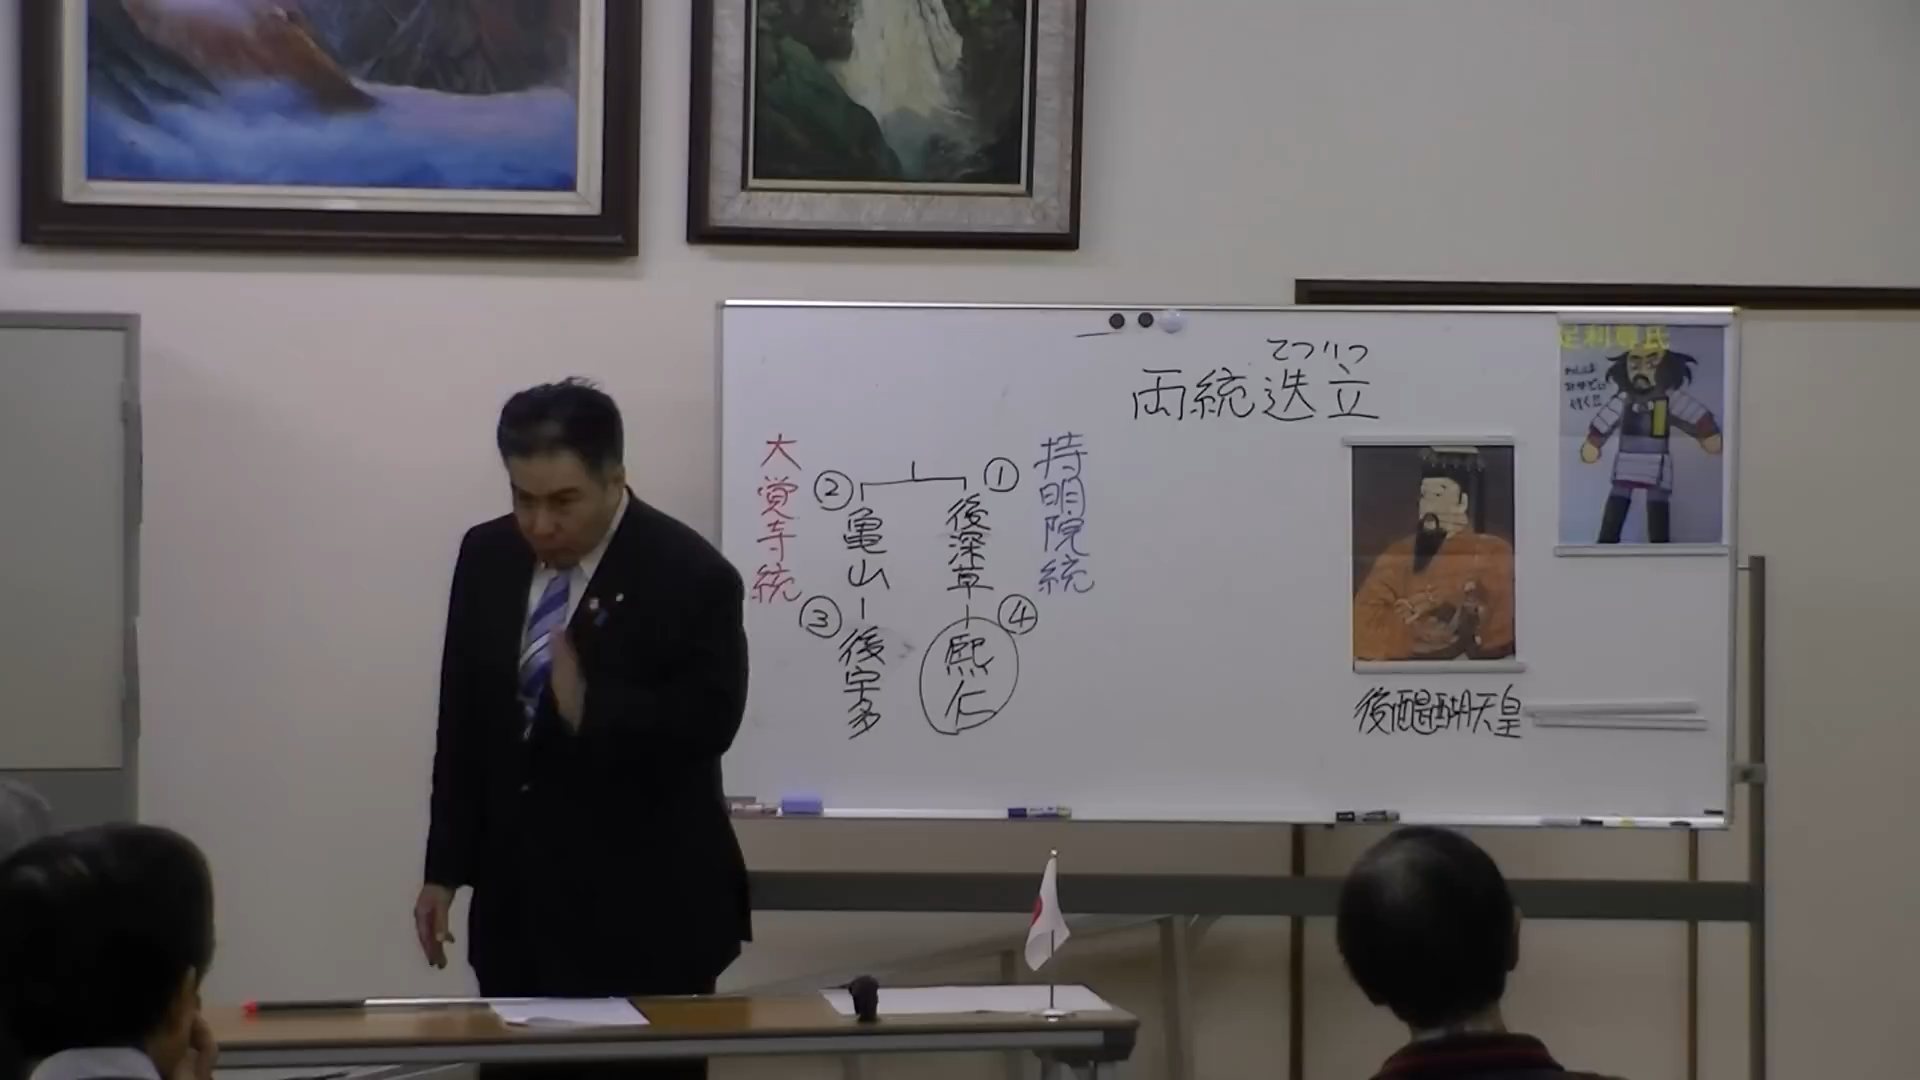 てつりつ
両統迭立
足利尊氏
持明院統
①
後深草
④
熙仁
②
亀山
③
後宇多
大覚寺統
後醍醐天皇